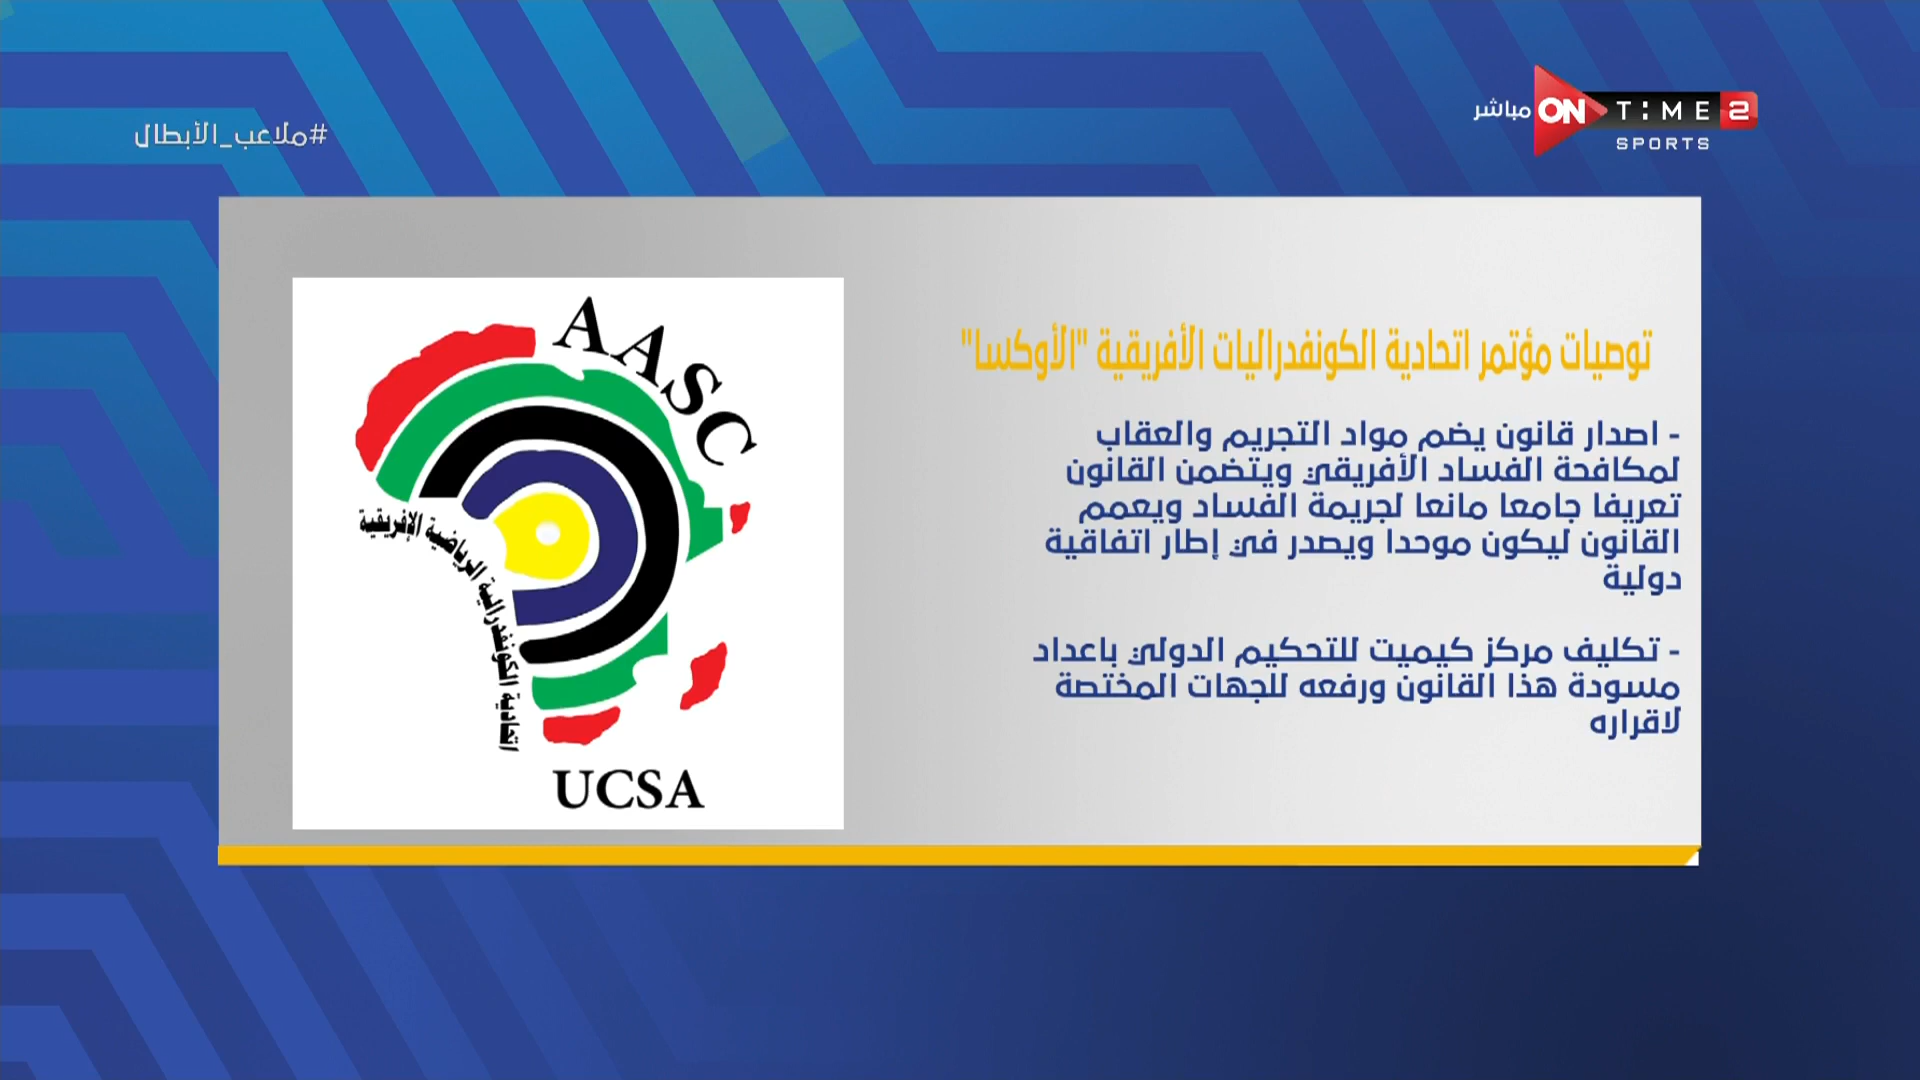 #ملاعب_الأبطال
مباشر ON TIME 2
SPORTS
توصيات مؤتمر اتحادية الكونفدراليات الأفريقية "الأوكسا"
- اصدار قانون يضم مواد التجريم والعقاب
لمكافحة الفساد الأفريقي ويتضمن القانون
تعريفا جامعا مانعا لجريمة الفساد ويعمم
القانون ليكون موحدا ويصدر في إطار اتفاقية
دولية
- تكليف مركز كيميت للتحكيم الدولي باعداد
مسودة هذا القانون ورفعه للجهات المختصة
لاقراره
AASC
اتحادية الكونفدرالية الرياضية الإفريقية
UCSA